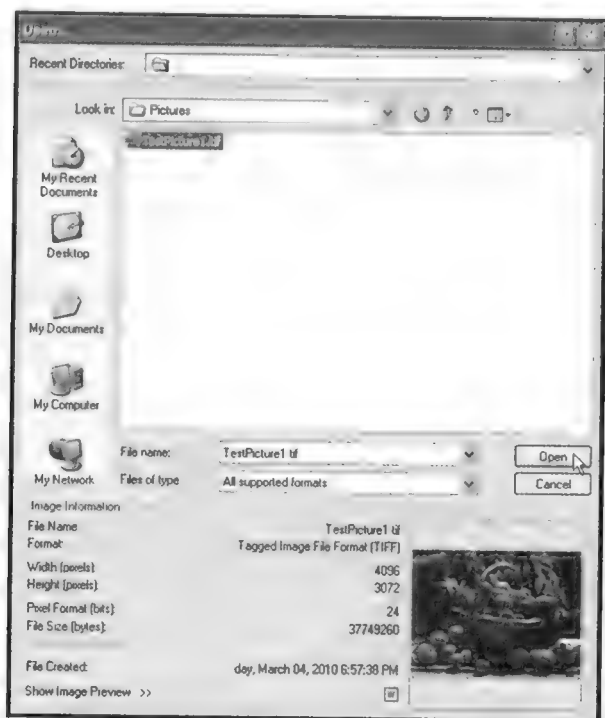 Recent Directories:
Look in: Pictures
TestPicture1.tif
My Recent
Documents
Desktop
My Documents
My Computer
My Network
File name: TestPicture1.tif Open
Files of type All supported formats Cancel
Image Information
File Name TestPicture1.tif
Format: Tagged Image File Format (TIFF)
Width (pixels): 4096
Height (pixels): 3072
Pixel Format (bits): 24
File Size (bytes): 37749260
File Created: day, March 04, 2010 6:57:38 PM
Show Image Preview >>